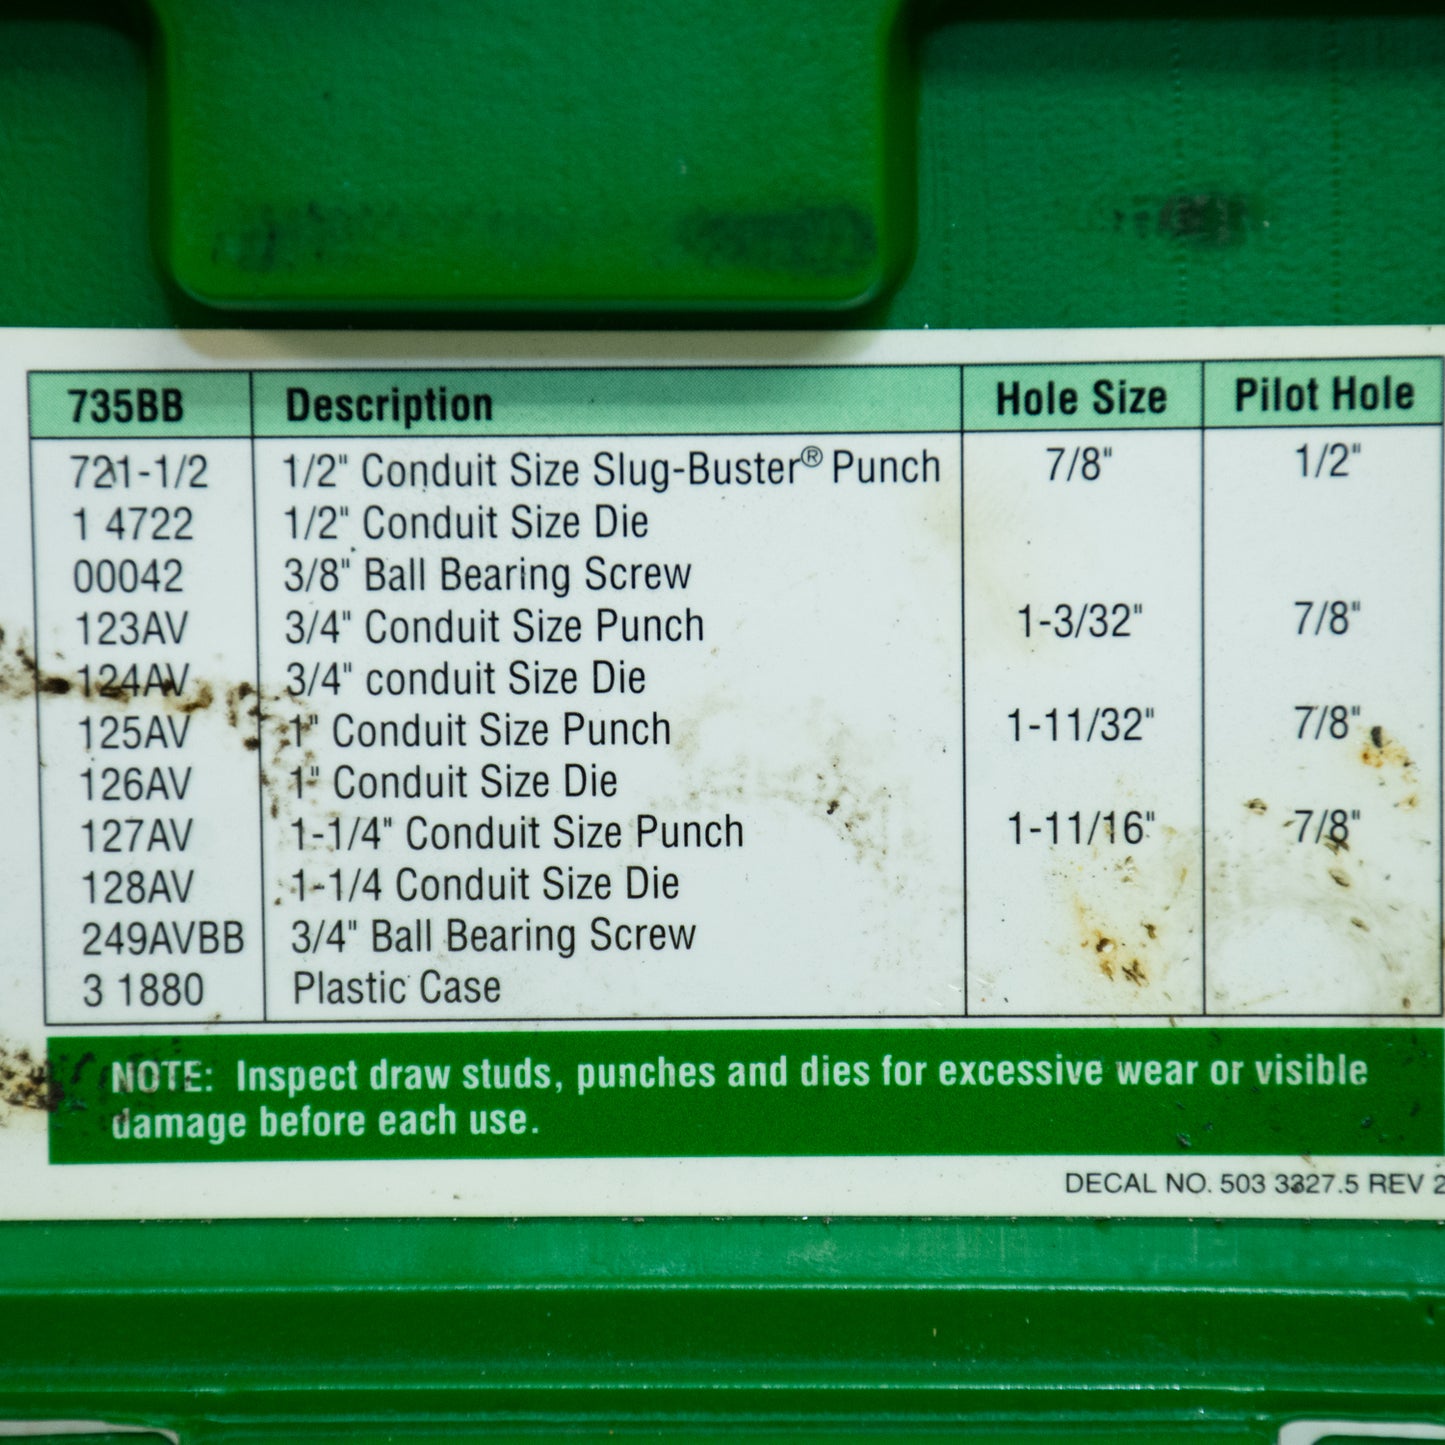 735BB Description Hole Size Pilot Hole
721-1/2 1/2" Conduit Size Slug-Buster® Punch 7/8" 1/2"
1 4722 1/2" Conduit Size Die
00042 3/8" Ball Bearing Screw
123AV 3/4" Conduit Size Punch 1-3/32" 7/8"
124AV 3/4" conduit Size Die
125AV 1" Conduit Size Punch 1-11/32" 7/8"
126AV 1" Conduit Size Die
127AV 1-1/4" Conduit Size Punch 1-11/16" 7/8"
128AV 1-1/4 Conduit Size Die
249AVBB 3/4" Ball Bearing Screw
3 1880 Plastic Case
NOTE: Inspect draw studs, punches and dies for excessive wear or visible
damage before each use.
DECAL NO. 503 3327.5 REV 2